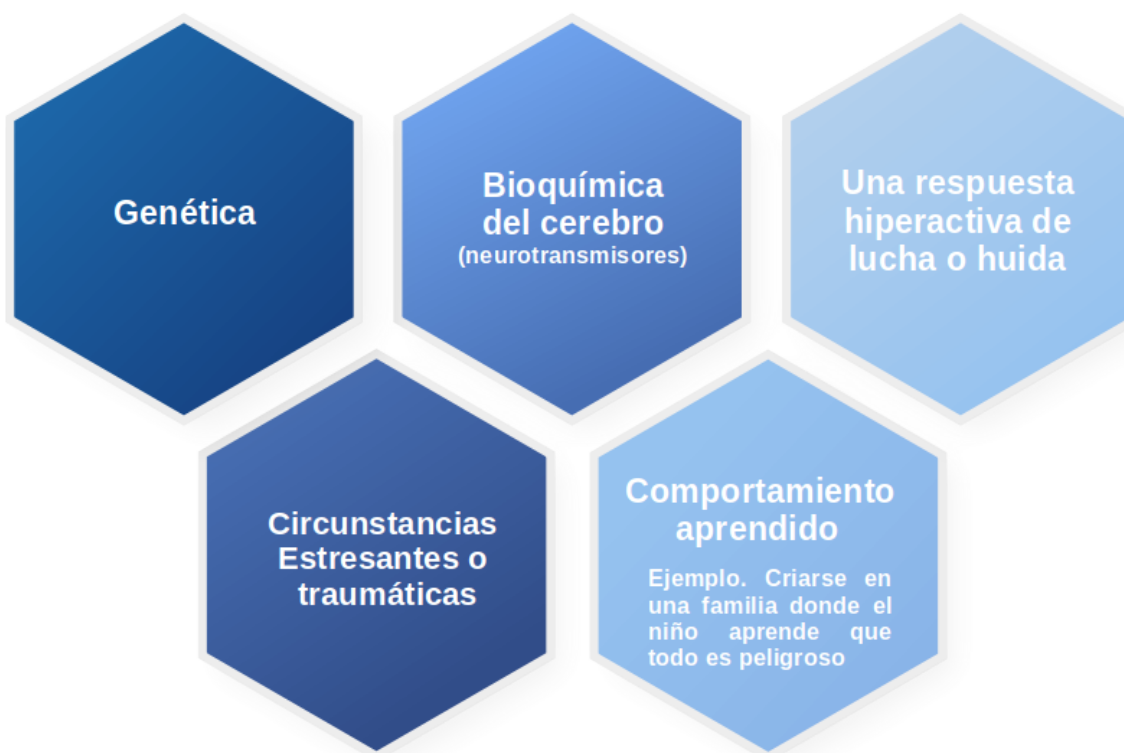 Genética
Bioquímica
del cerebro
(neurotransmisores)
Una respuesta
hiperactiva de
lucha o huida
Circunstancias
Estresantes o
traumáticas
Comportamiento
aprendido
Ejemplo. Criarse en
una familia donde el
niño aprende que
todo es peligroso